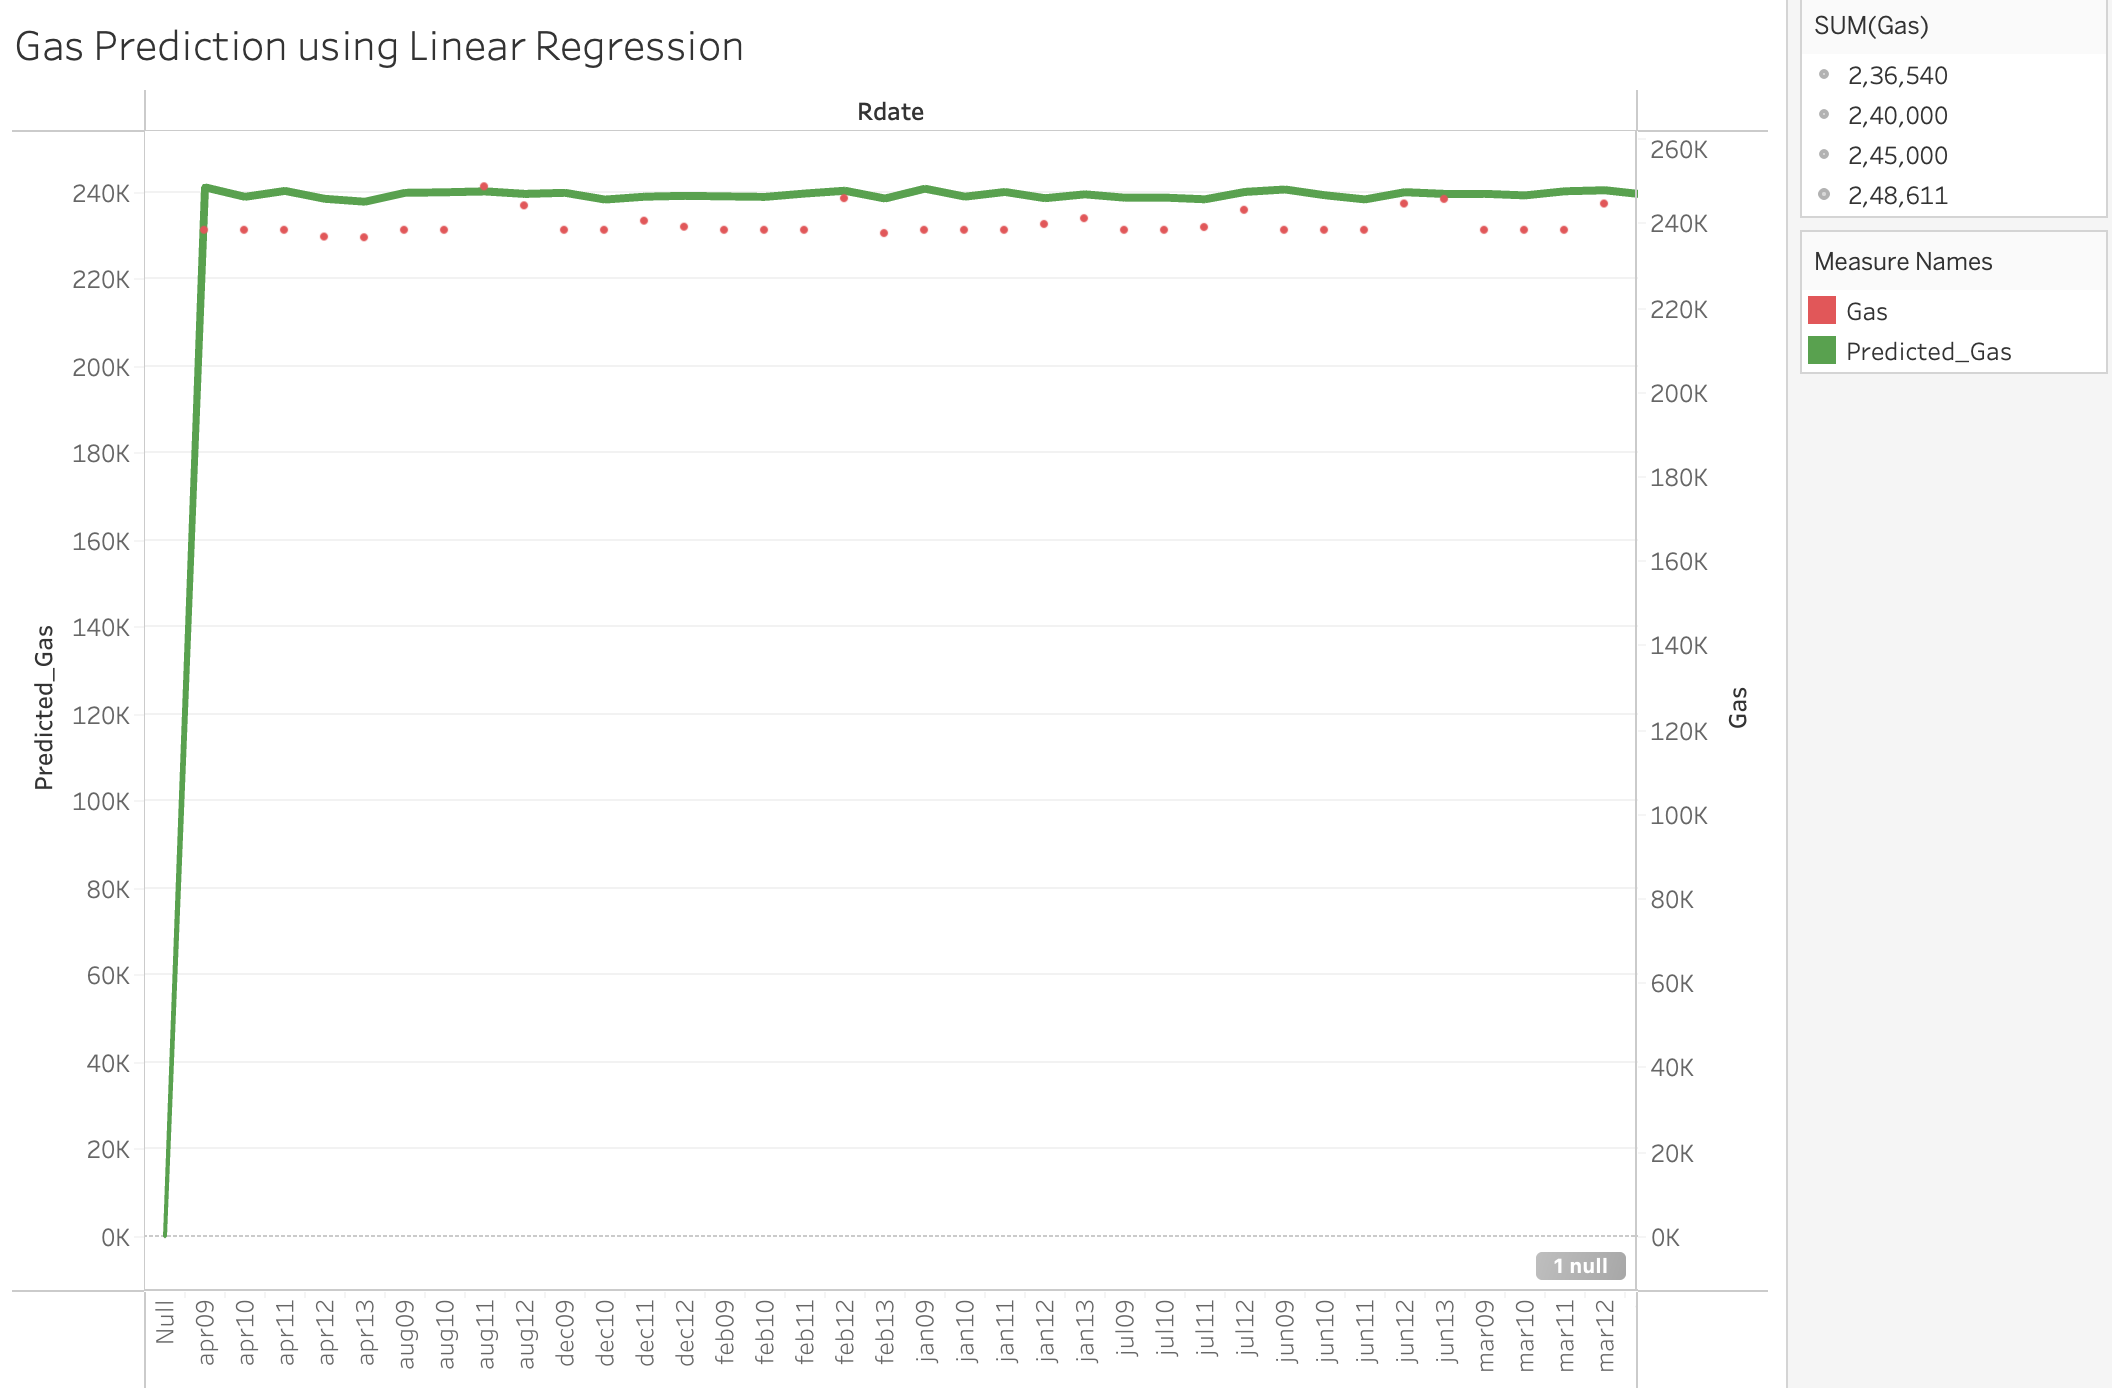 Gas Prediction using Linear Regression
Rdate
Predicted_Gas
240K
220K
200K
180K
160K
140K
120K
100K
80K
60K
40K
20K
0K
260K
240K
220K
200K
180K
160K
140K
120K
100K
80K
60K
40K
20K
0K
Gas
1 null
Null
apr09
apr10
apr11
apr12
apr13
aug09
aug10
aug11
aug12
dec09
dec10
dec11
dec12
feb09
feb10
feb11
feb12
feb13
jan09
jan10
jan11
jan12
jan13
jul09
jul10
jul11
jul12
jun09
jun10
jun11
jun12
jun13
mar09
mar10
mar11
mar12
SUM(Gas)
2,36,540
2,40,000
2,45,000
2,48,611
Measure Names
Gas
Predicted_Gas